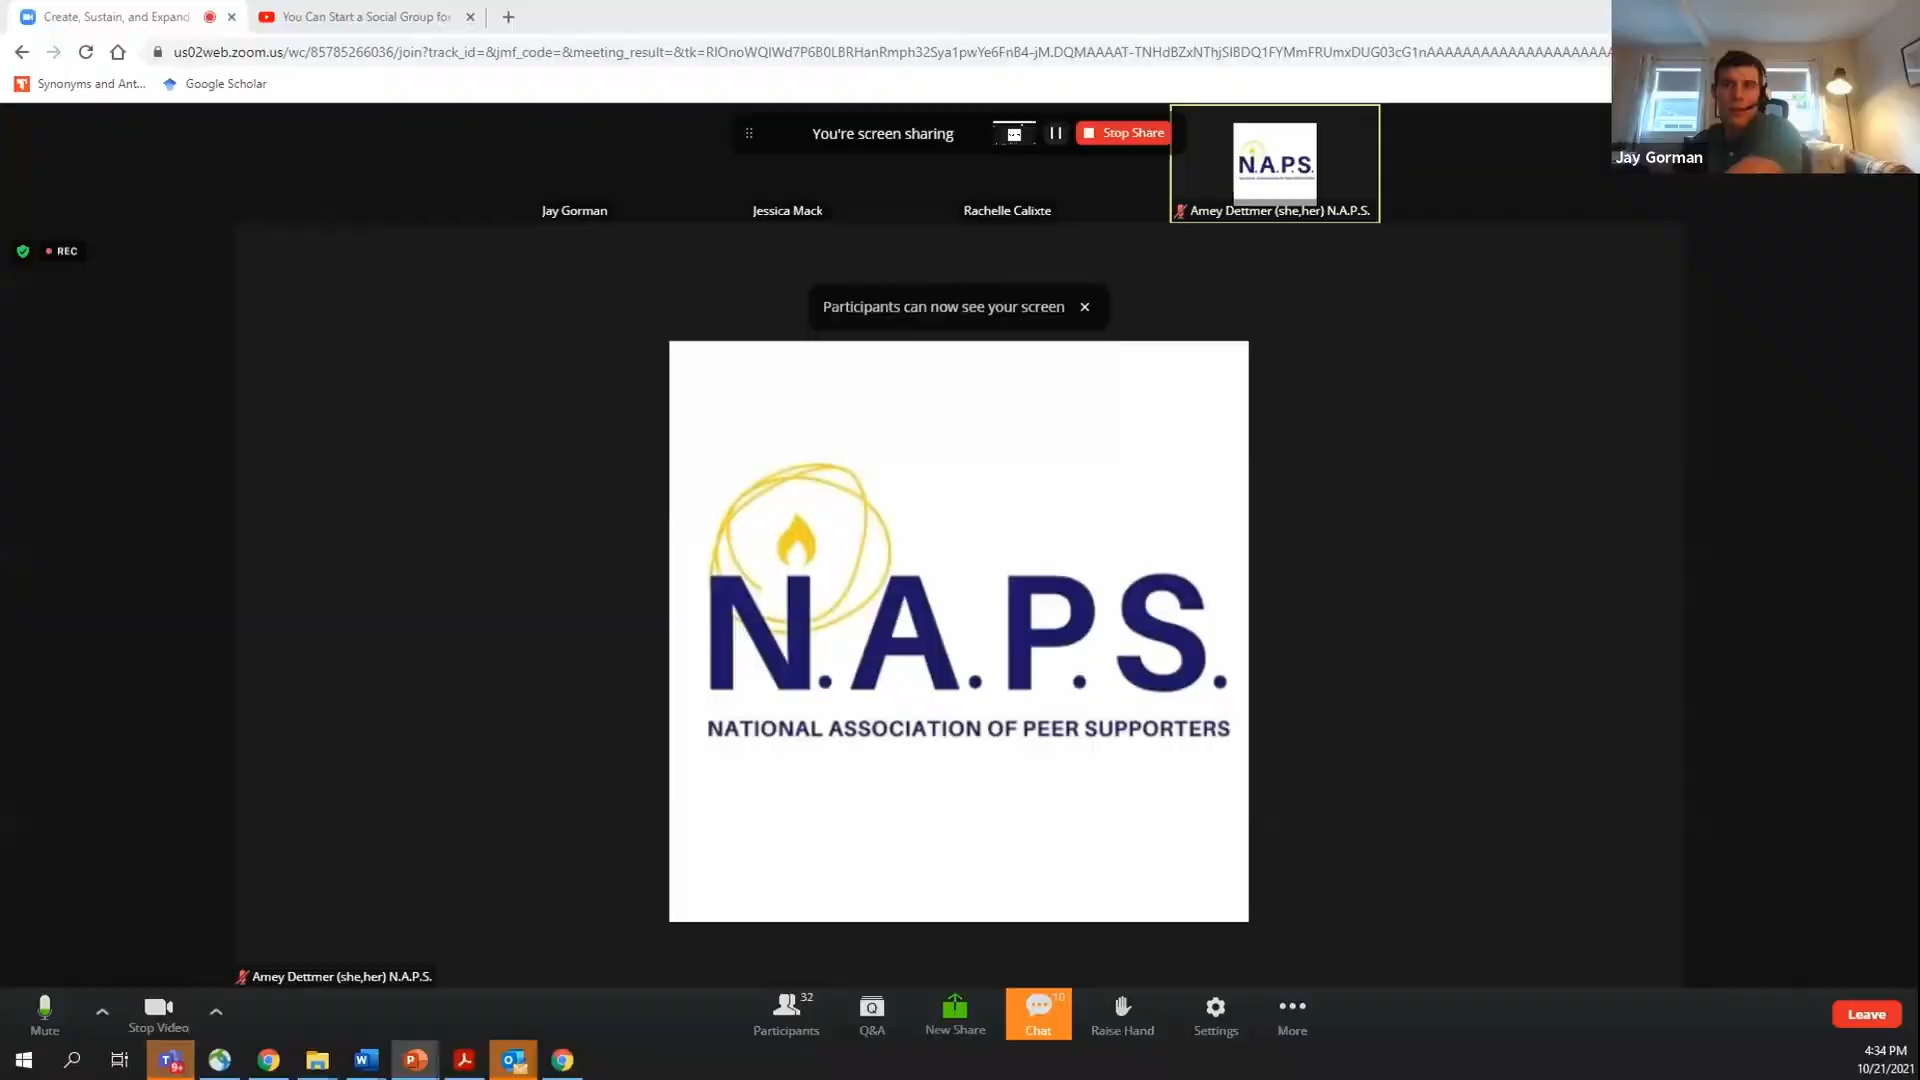 Create, Sustain, and Expand
You Can Start a Social Group for
us02web.zoom.us/wc/85785266036/join?track_id=&jmf_code=&meeting_result=&tk=
Synonyms and Ant...
Google Scholar
You're screen sharing
Stop Share
N.A.P.S.
Jay Gorman
Jay Gorman
Jessica Mack
Rachelle Calixte
Amey Dettmer (she,her) N.A.P.S.
REC
Participants can now see your screen
N.A.P.S.
NATIONAL ASSOCIATION OF PEER SUPPORTERS
Amey Dettmer (she,her) N.A.P.S.
Mute
Stop Video
32
Participants
Q&A
New Share
10
Chat
Raise Hand
Settings
More
Leave
9+
4:34 PM
10/21/2021